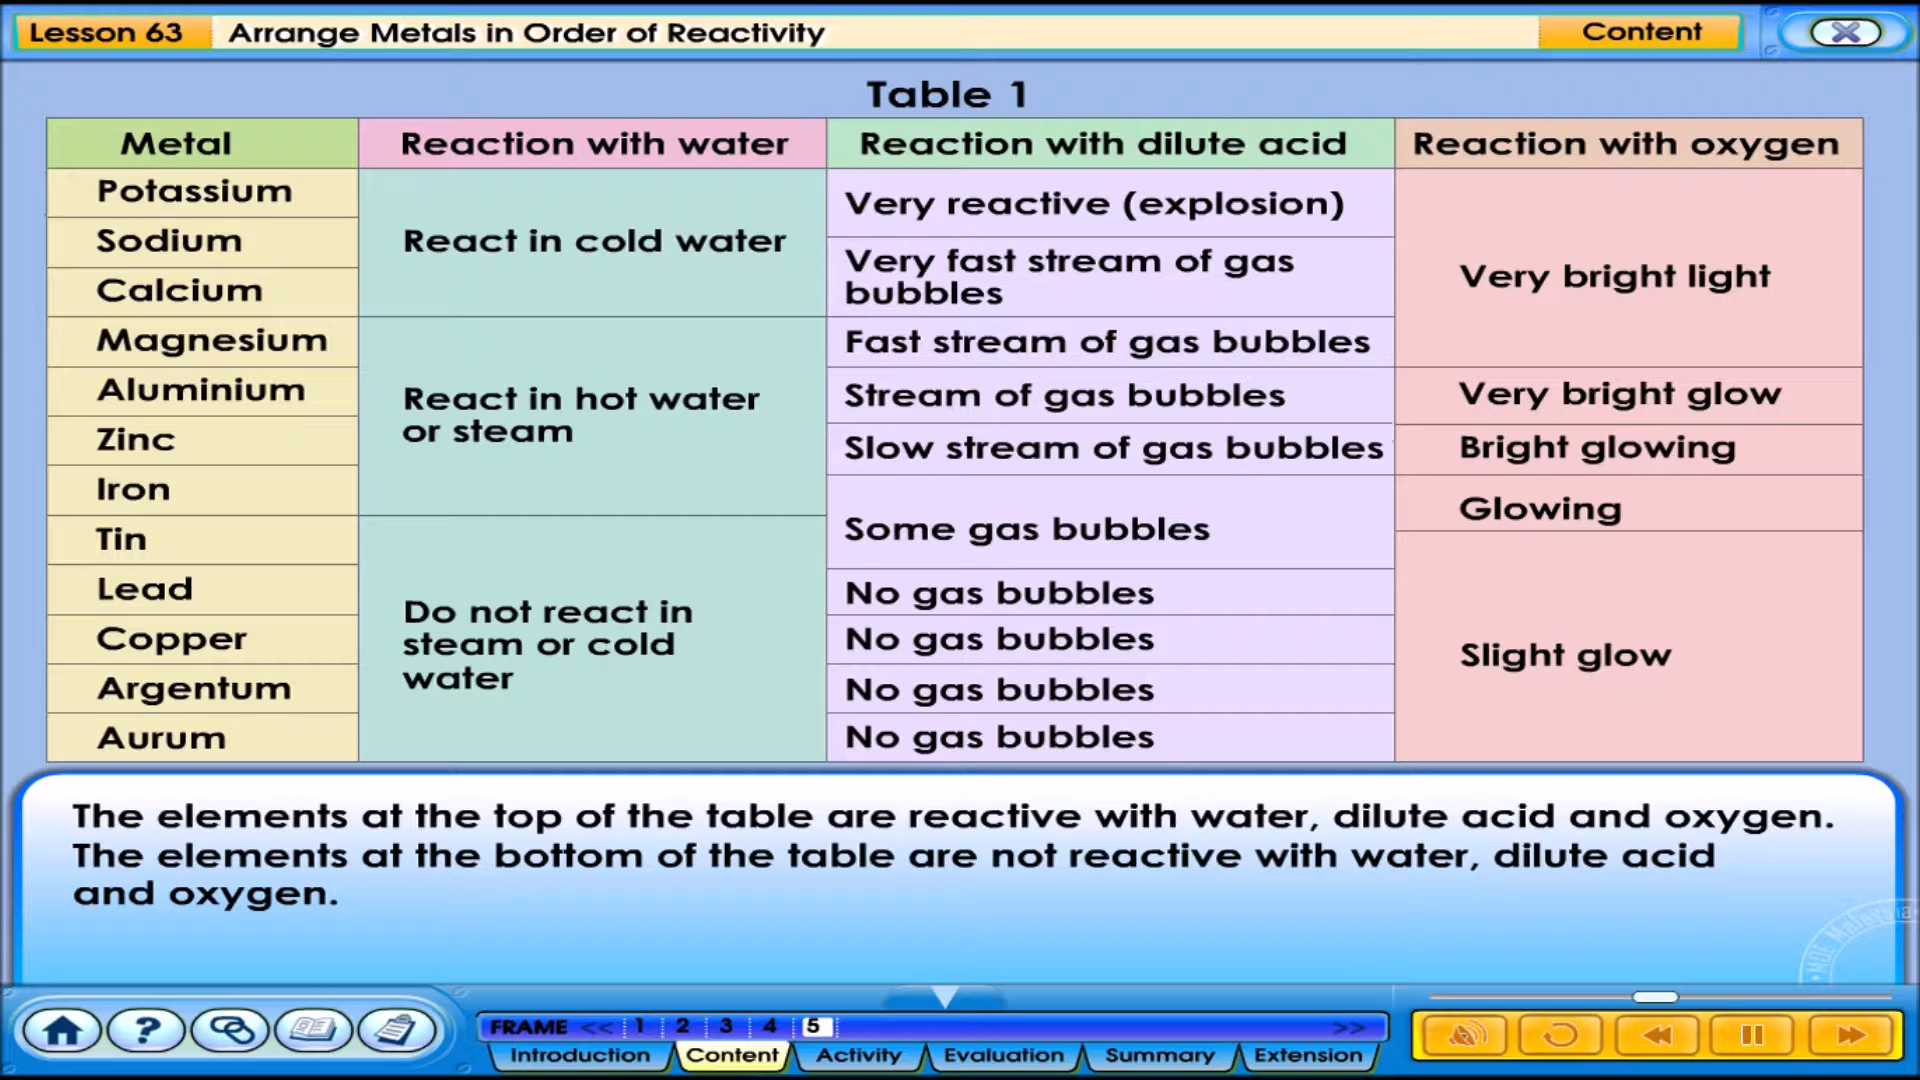 Lesson 63
Arrange Metals in Order of Reactivity
Content
Table 1
Metal
Reaction with water
Reaction with dilute acid
Reaction with oxygen
Potassium
Sodium
Calcium
Magnesium
Aluminium
Zinc
Iron
Tin
Lead
Copper
Argentum
Aurum
React in cold water
React in hot water
or steam
Do not react in
steam or cold
water
Very reactive (explosion)
Very fast stream of gas
bubbles
Fast stream of gas bubbles
Stream of gas bubbles
Slow stream of gas bubbles
Some gas bubbles
No gas bubbles
No gas bubbles
No gas bubbles
No gas bubbles
Very bright light
Very bright glow
Bright glowing
Glowing
Slight glow
The elements at the top of the table are reactive with water, dilute acid and oxygen.
The elements at the bottom of the table are not reactive with water, dilute acid
and oxygen.
MOE Malaysia
FRAME << 1 2 3 4 5 >>
Introduction
Content
Activity
Evaluation
Summary
Extension